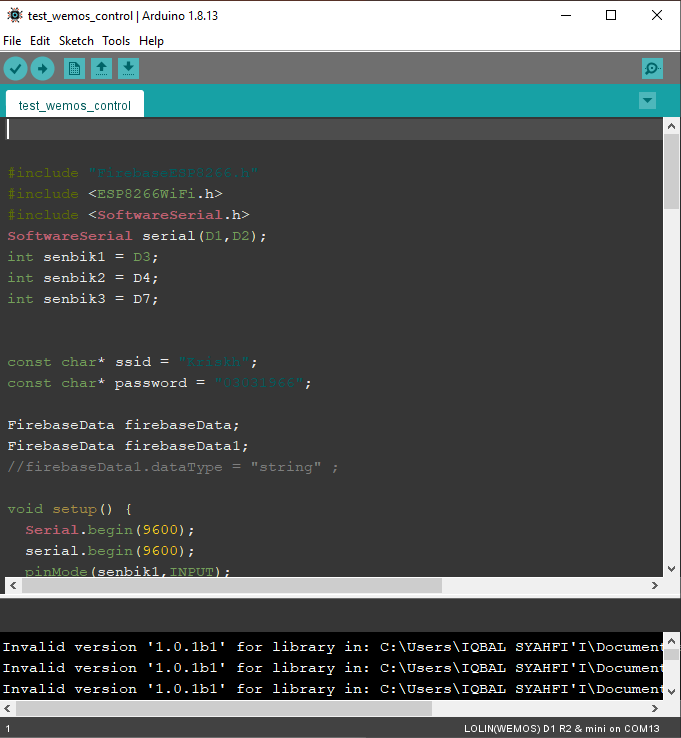 test_wemos_control | Arduino 1.8.13
File Edit Sketch Tools Help
test_wemos_control
#include "FirebaseESP8266.h"
#include <ESP8266WiFi.h>
#include <SoftwareSerial.h>
SoftwareSerial serial(D1,D2);
int senbik1 = D3;
int senbik2 = D4;
int senbik3 = D7;
const char* ssid = "Kriskh";
const char* password = "03031966";
FirebaseData firebaseData;
FirebaseData firebaseData1;
//firebaseData1.dataType = "string" ;
void setup() {
Serial.begin(9600);
serial.begin(9600);
pinMode(senbik1,INPUT);
Invalid version '1.0.1b1' for library in: C:\Users\IQBAL SYAHFI'I\Document
Invalid version '1.0.1b1' for library in: C:\Users\IQBAL SYAHFI'I\Document
Invalid version '1.0.1b1' for library in: C:\Users\IQBAL SYAHFI'I\Document
1 LOLIN(WEMOS) D1 R2 & mini on COM13